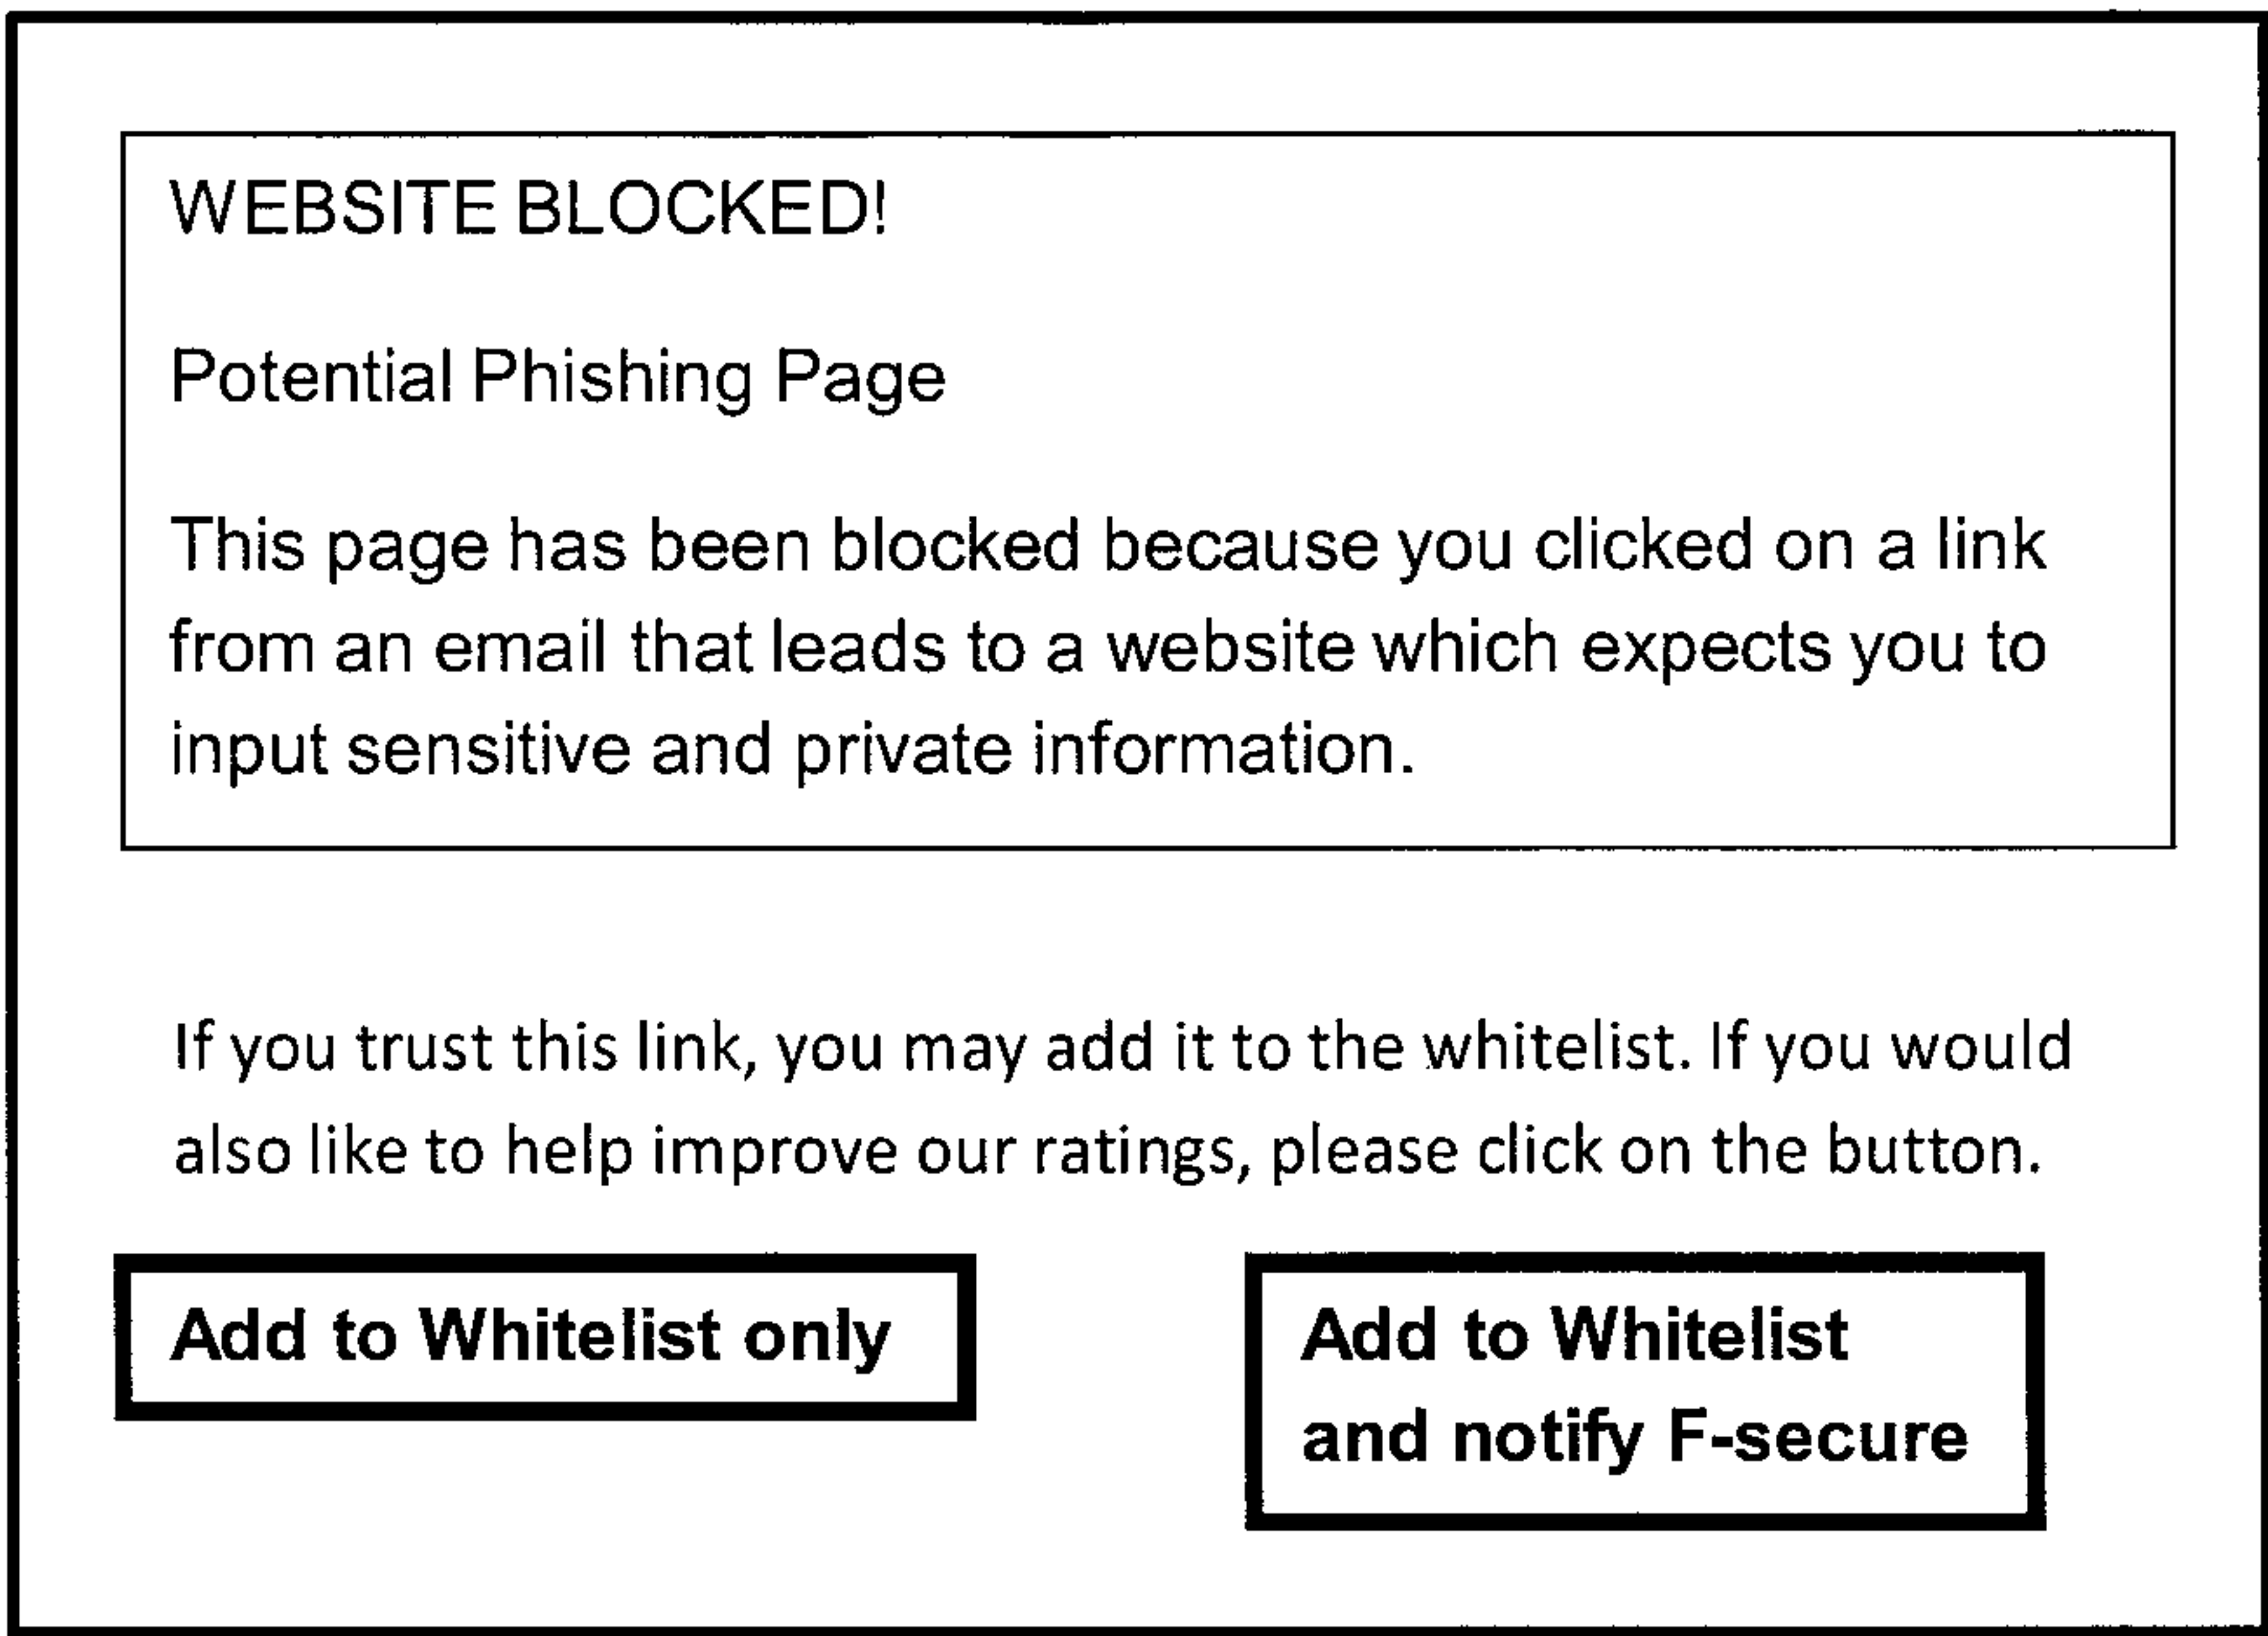 WEBSITE BLOCKED!
Potential Phishing Page
This page has been blocked because you clicked on a link
from an email that leads to a website which expects you to
input sensitive and private information.
If you trust this link, you may add it to the whitelist. If you would
also like to help improve our ratings, please click on the button.
Add to Whitelist only
Add to Whitelist
and notify F-secure